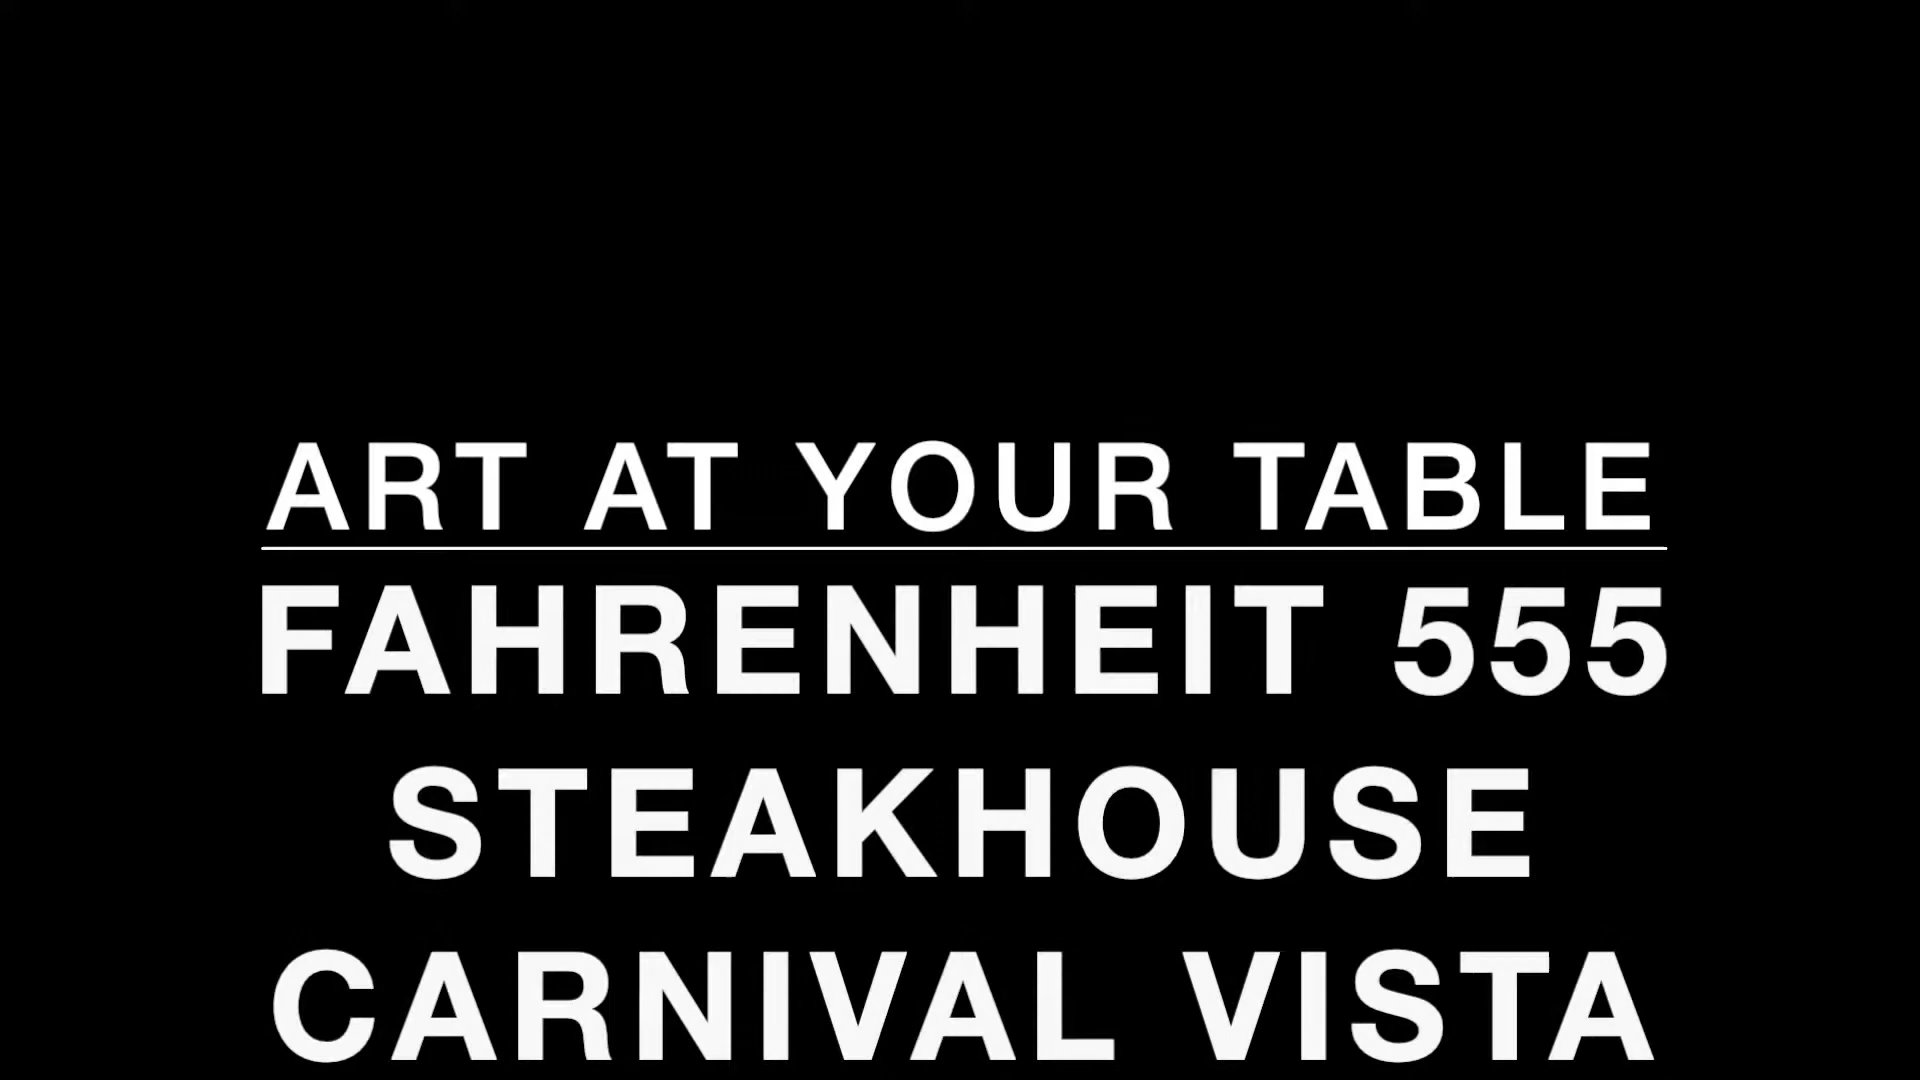 ART AT YOUR TABLE
FAHRENHEIT 555
STEAKHOUSE
CARNIVAL VISTA